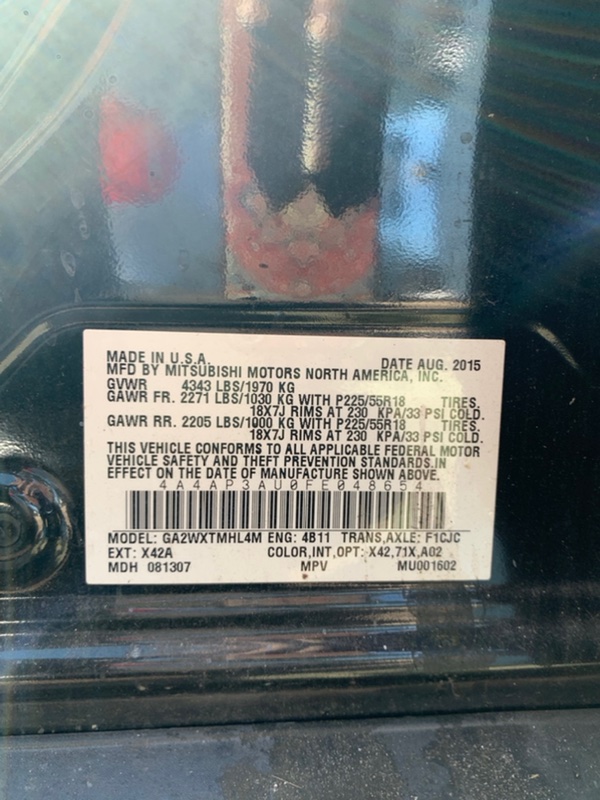 MADE IN U.S.A. DATE AUG. 2015
MFD BY MITSUBISHI MOTORS NORTH AMERICA, INC.
GVWR 4343 LBS/1970 KG
GAWR FR. 2271 LBS/1030 KG WITH P225/55R18 TIRES,
18X7J RIMS AT 230 KPA/33 PSI COLD.
GAWR RR. 2205 LBS/1000 KG WITH P225/55R18 TIRES,
18X7J RIMS AT 230 KPA/33 PSI COLD.
THIS VEHICLE CONFORMS TO ALL APPLICABLE FEDERAL MOTOR
VEHICLE SAFETY AND THEFT PREVENTION STANDARDS.IN
EFFECT ON THE DATE OF MANUFACTURE SHOWN ABOVE.
4A4AP3AU0FE048654
MODEL: GA2WXTMHL4M ENG: 4B11 TRANS,AXLE: F1CJC
EXT: X42A COLOR,INT,OPT: X42,71X,A02
MDH 081307 MPV MU001602